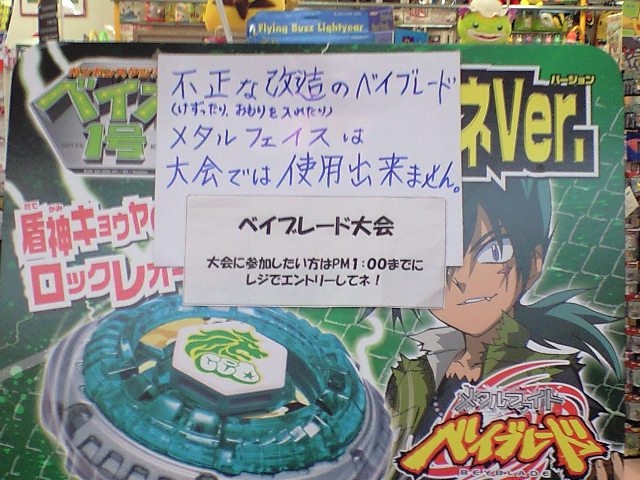 Flying Buzz Lightyear
不正な改造のベイブレード
(けずったり、おもりを入れたり)
メタルフェイスは
大会では使用出来ません。
ベイブレード大会
大会に参加したい方はPM1:00までに
レジでエントリーしてネ!
ベイ
1号
バージョン
ネVer.
盾神キョウヤの
ロックレオ
メタルファイト
ベイブレード
BEYBLADE